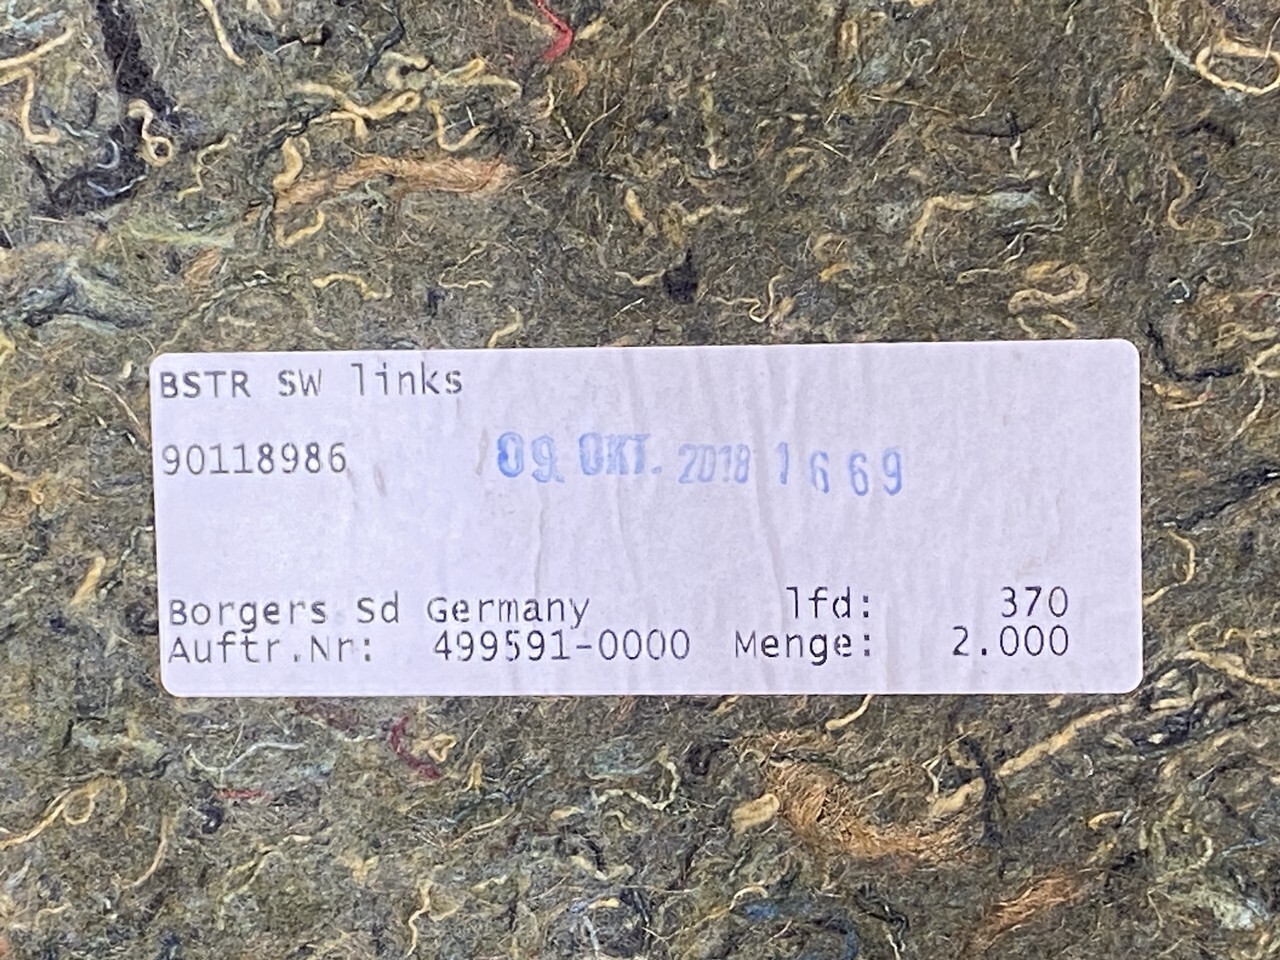 BSTR SW links
90118986 09. OKT. 2018 1669
Borgers Sd Germany lfd: 370
Auftr.Nr: 499591-0000 Menge: 2.000